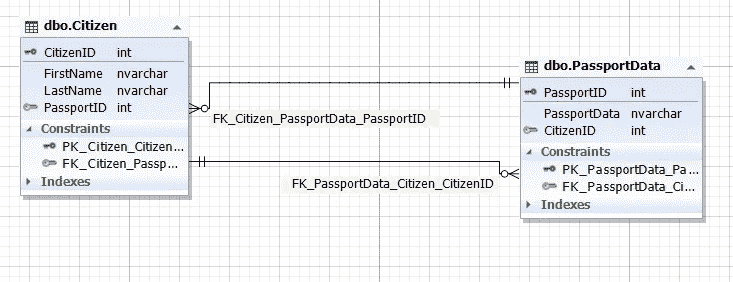 dbo.Citizen
CitizenID int
FirstName nvarchar
LastName nvarchar
PassportID int
Constraints
PK_Citizen_Citizen...
FK_Citizen_Passp...
Indexes
FK_Citizen_PassportData_PassportID
FK_PassportData_Citizen_CitizenID
dbo.PassportData
PassportID int
PassportData nvarchar
CitizenID int
Constraints
PK_PassportData_Pa...
FK_PassportData_Ci...
Indexes